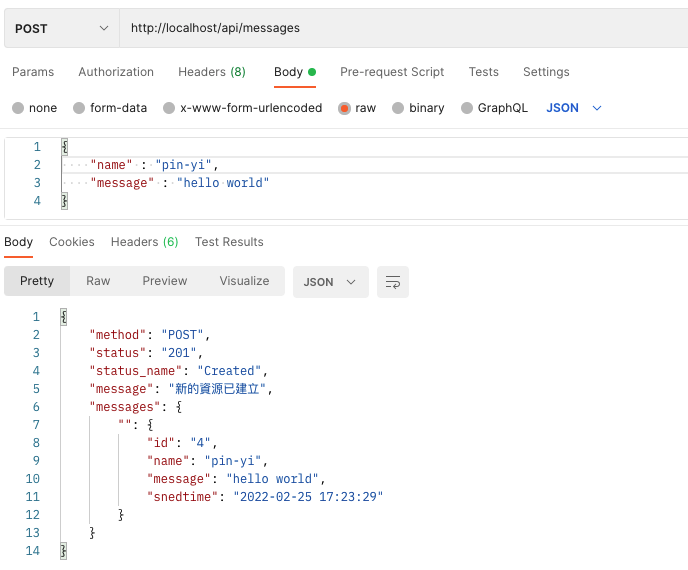 POST http://localhost/api/messages
Params Authorization Headers (8) Body Pre-request Script Tests Settings
none form-data x-www-form-urlencoded raw binary GraphQL JSON
1 {
2 "name" : "pin-yi",
3 "message" : "hello world"
4 }
Body Cookies Headers (6) Test Results
Pretty Raw Preview Visualize JSON
1 {
2 "method": "POST",
3 "status": "201",
4 "status_name": "Created",
5 "message": "新的資源已建立",
6 "messages": {
7 "": {
8 "id": "4",
9 "name": "pin-yi",
10 "message": "hello world",
11 "snedtime": "2022-02-25 17:23:29"
12 }
13 }
14 }